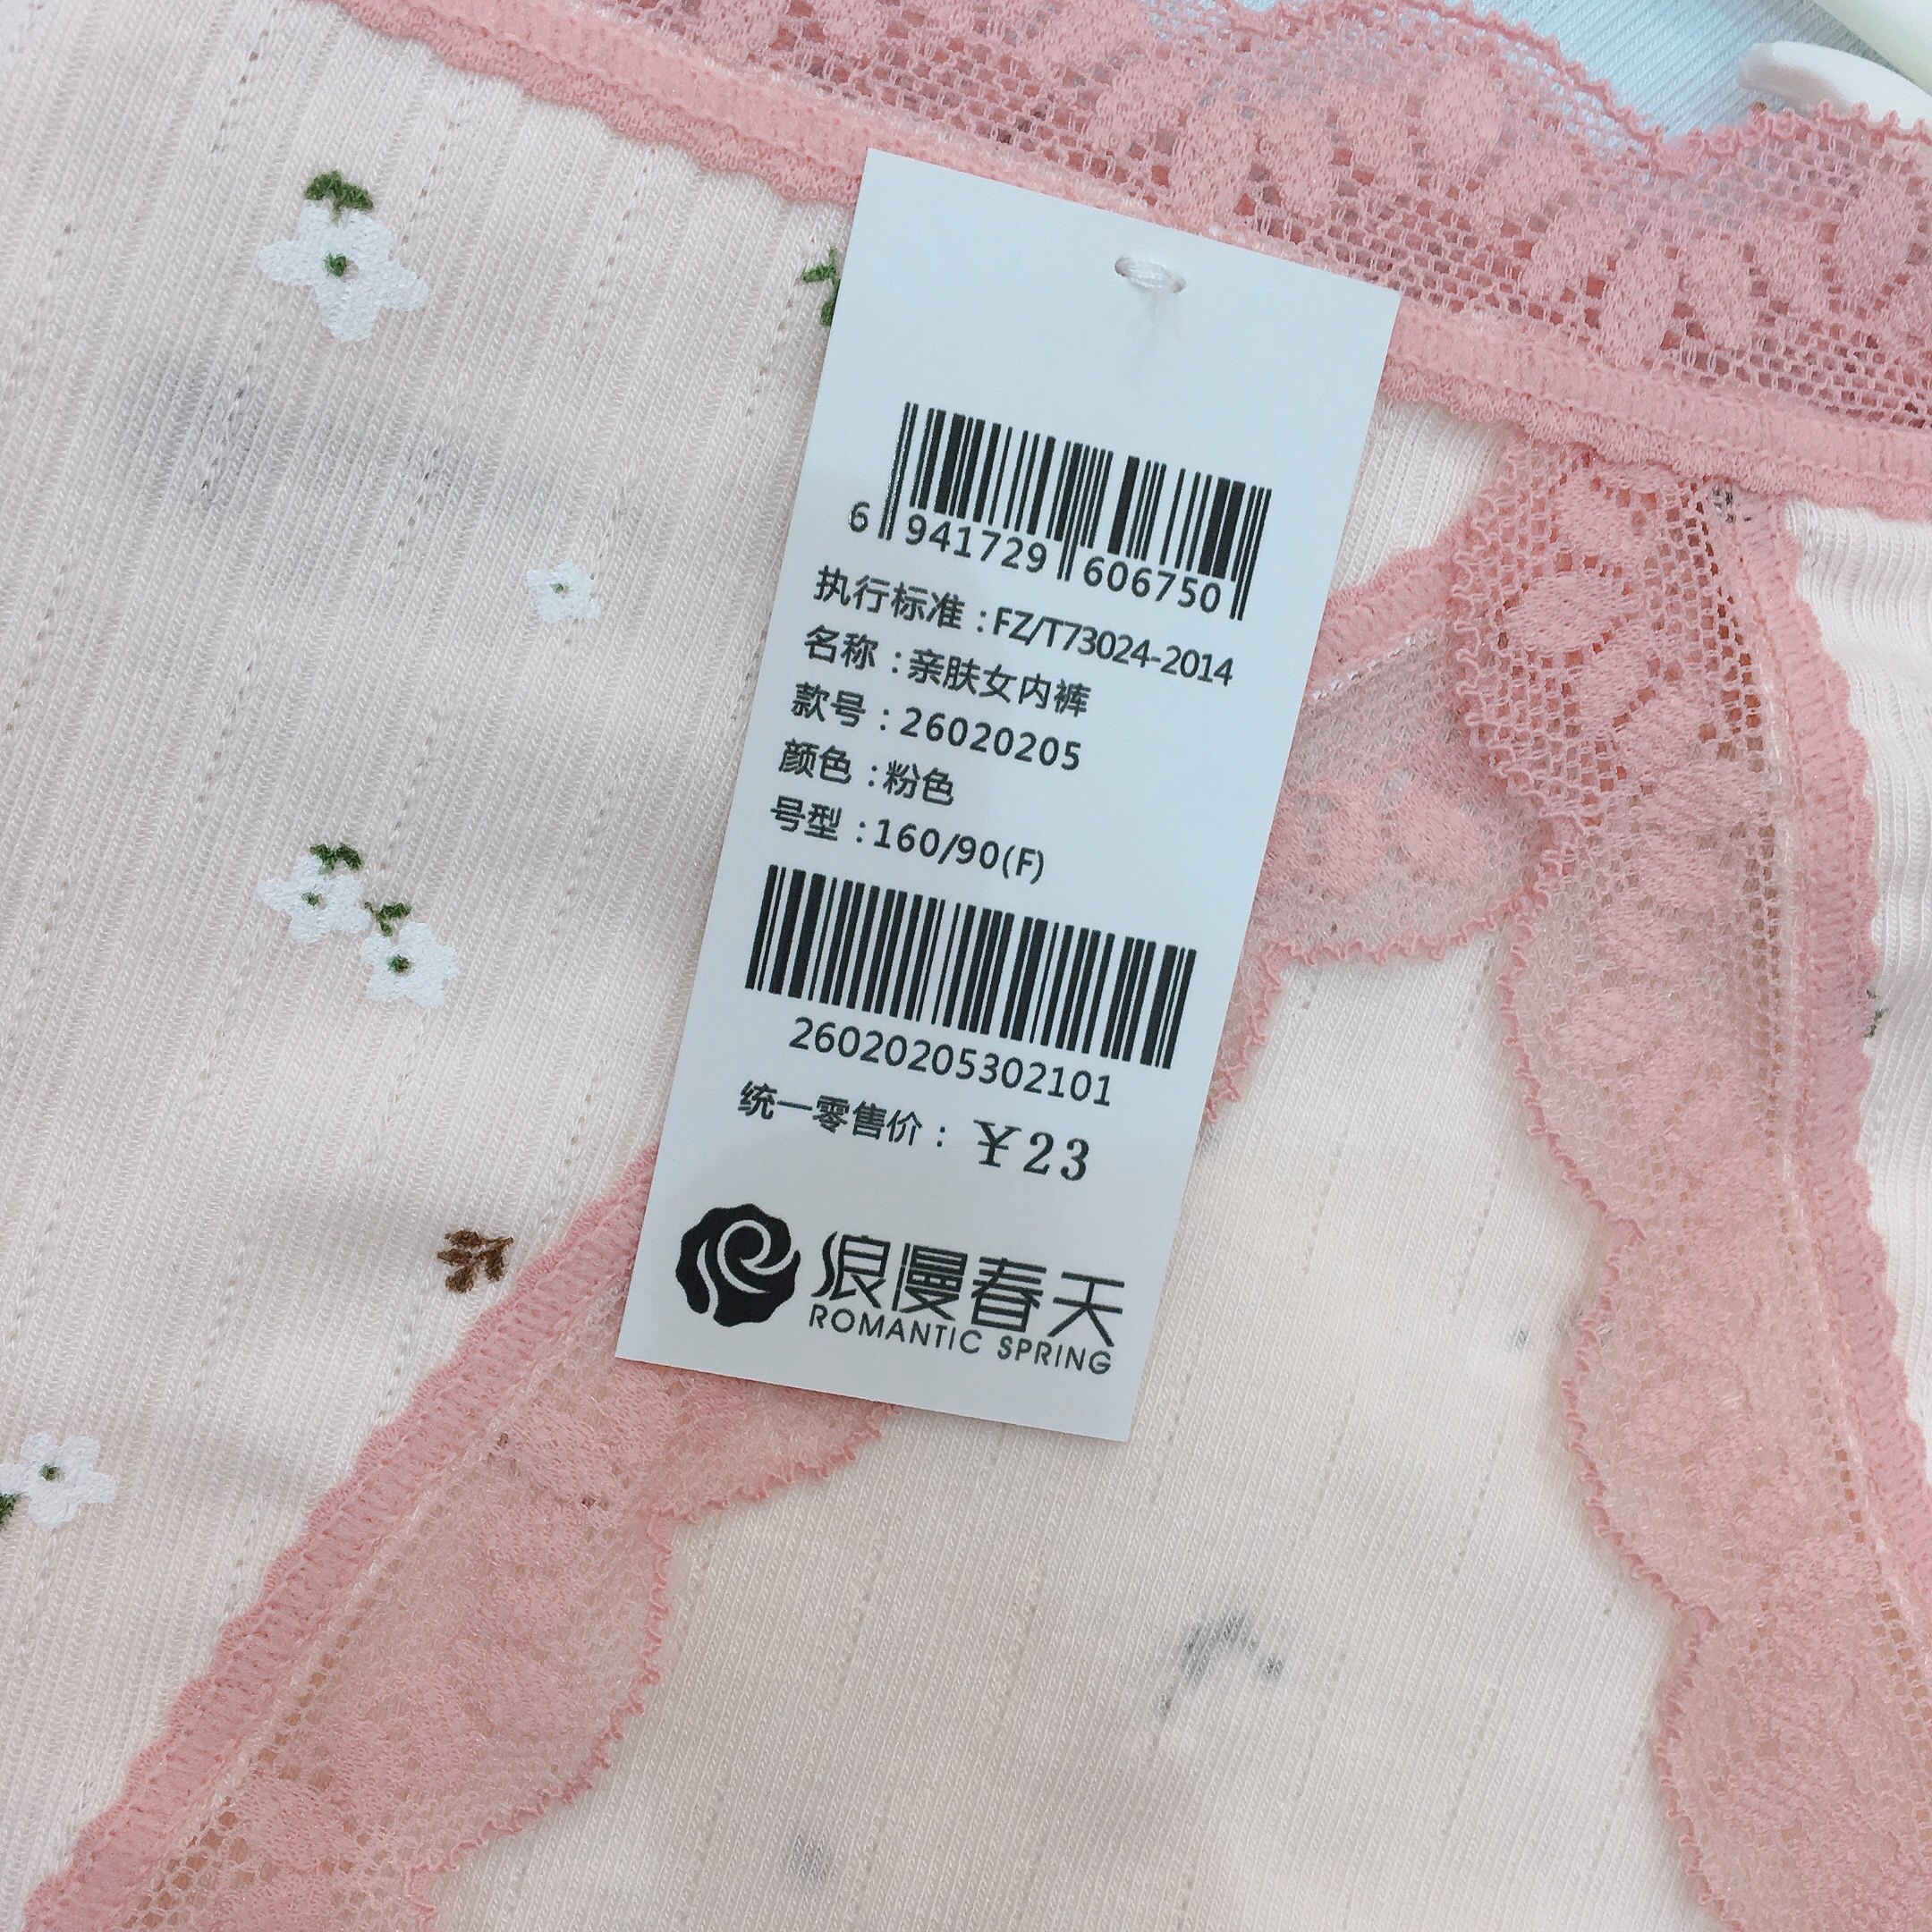 6 941729 606750
执行标准：FZ/T73024-2014
名称：亲肤女内裤
款号：26020205
颜色：粉色
号型：160/90(F)
26020205302101
统一零售价：￥23
浪漫春天
ROMANTIC SPRING